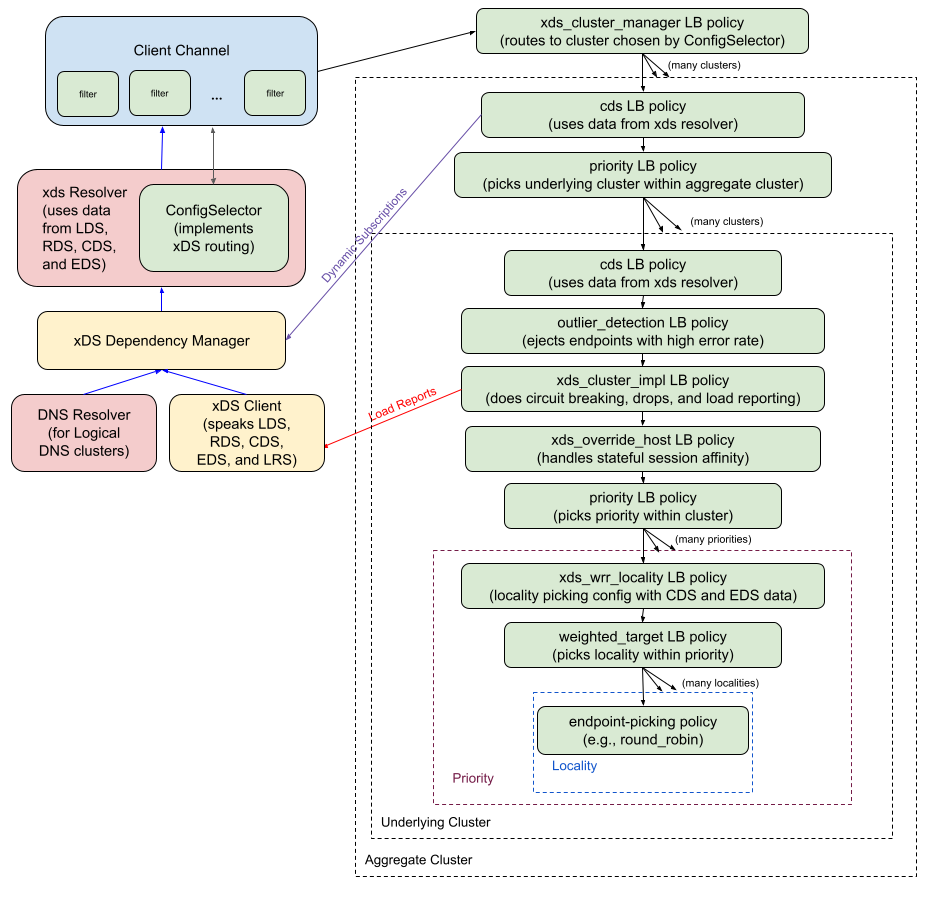 Client Channel
filter
filter
...
filter
xds Resolver
(uses data
from LDS,
RDS, CDS,
and EDS)
ConfigSelector
(implements
xDS routing)
xDS Dependency Manager
DNS Resolver
(for Logical
DNS clusters)
xDS Client
(speaks LDS,
RDS, CDS,
EDS, and LRS)
Dynamic Subscriptions
Load Reports
xds_cluster_manager LB policy
(routes to cluster chosen by ConfigSelector)
(many clusters)
cds LB policy
(uses data from xds resolver)
priority LB policy
(picks underlying cluster within aggregate cluster)
(many clusters)
cds LB policy
(uses data from xds resolver)
outlier_detection LB policy
(ejects endpoints with high error rate)
xds_cluster_impl LB policy
(does circuit breaking, drops, and load reporting)
xds_override_host LB policy
(handles stateful session affinity)
priority LB policy
(picks priority within cluster)
(many priorities)
xds_wrr_locality LB policy
(locality picking config with CDS and EDS data)
weighted_target LB policy
(picks locality within priority)
(many localities)
endpoint-picking policy
(e.g., round_robin)
Locality
Priority
Underlying Cluster
Aggregate Cluster